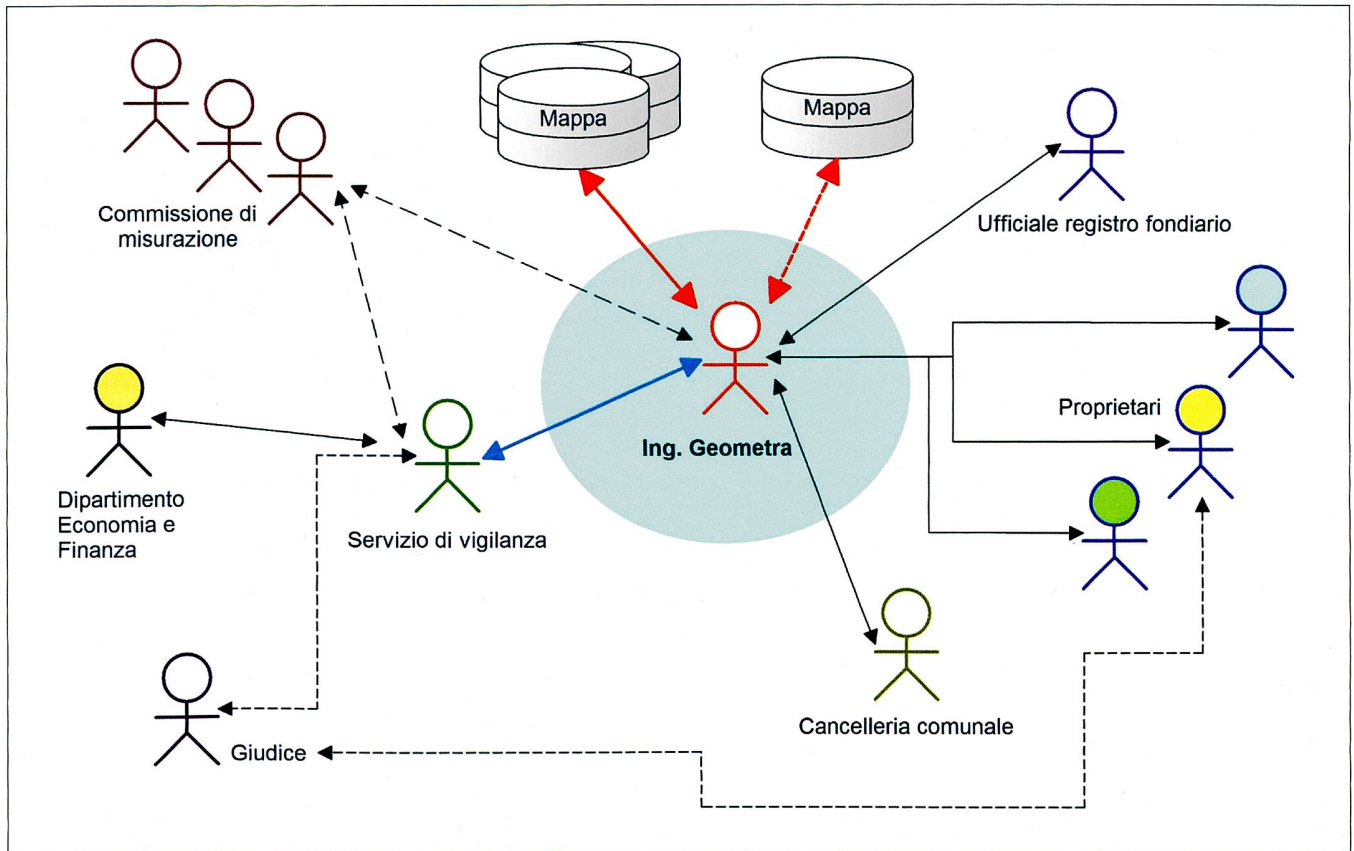 Mappa
Mappa
Commissione di
misurazione
Ufficiale registro fondiario
Proprietari
Ing. Geometra
Dipartimento
Economia e
Finanza
Servizio di vigilanza
Cancelleria comunale
Giudice